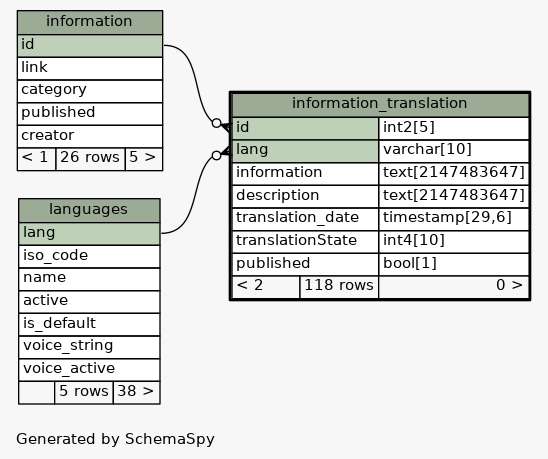 information
id
link
category
published
creator
< 1 26 rows 5 >
information_translation
id int2[5]
lang varchar[10]
information text[2147483647]
description text[2147483647]
translation_date timestamp[29,6]
translationState int4[10]
published bool[1]
< 2 118 rows 0 >
languages
lang
iso_code
name
active
is_default
voice_string
voice_active
5 rows 38 >
Generated by SchemaSpy